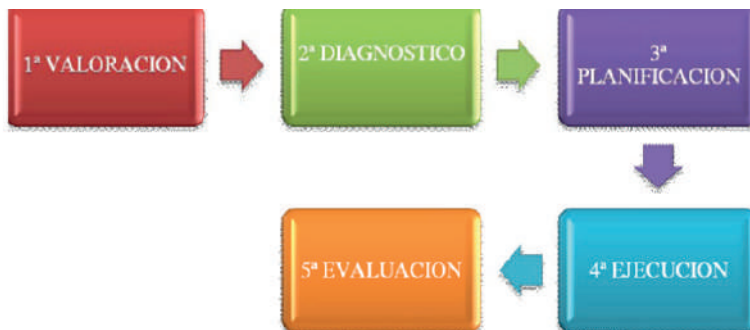 1ª VALORACION
2ª DIAGNOSTICO
3ª
PLANIFICACION
4ª EJECUCION
5ª EVALUACION